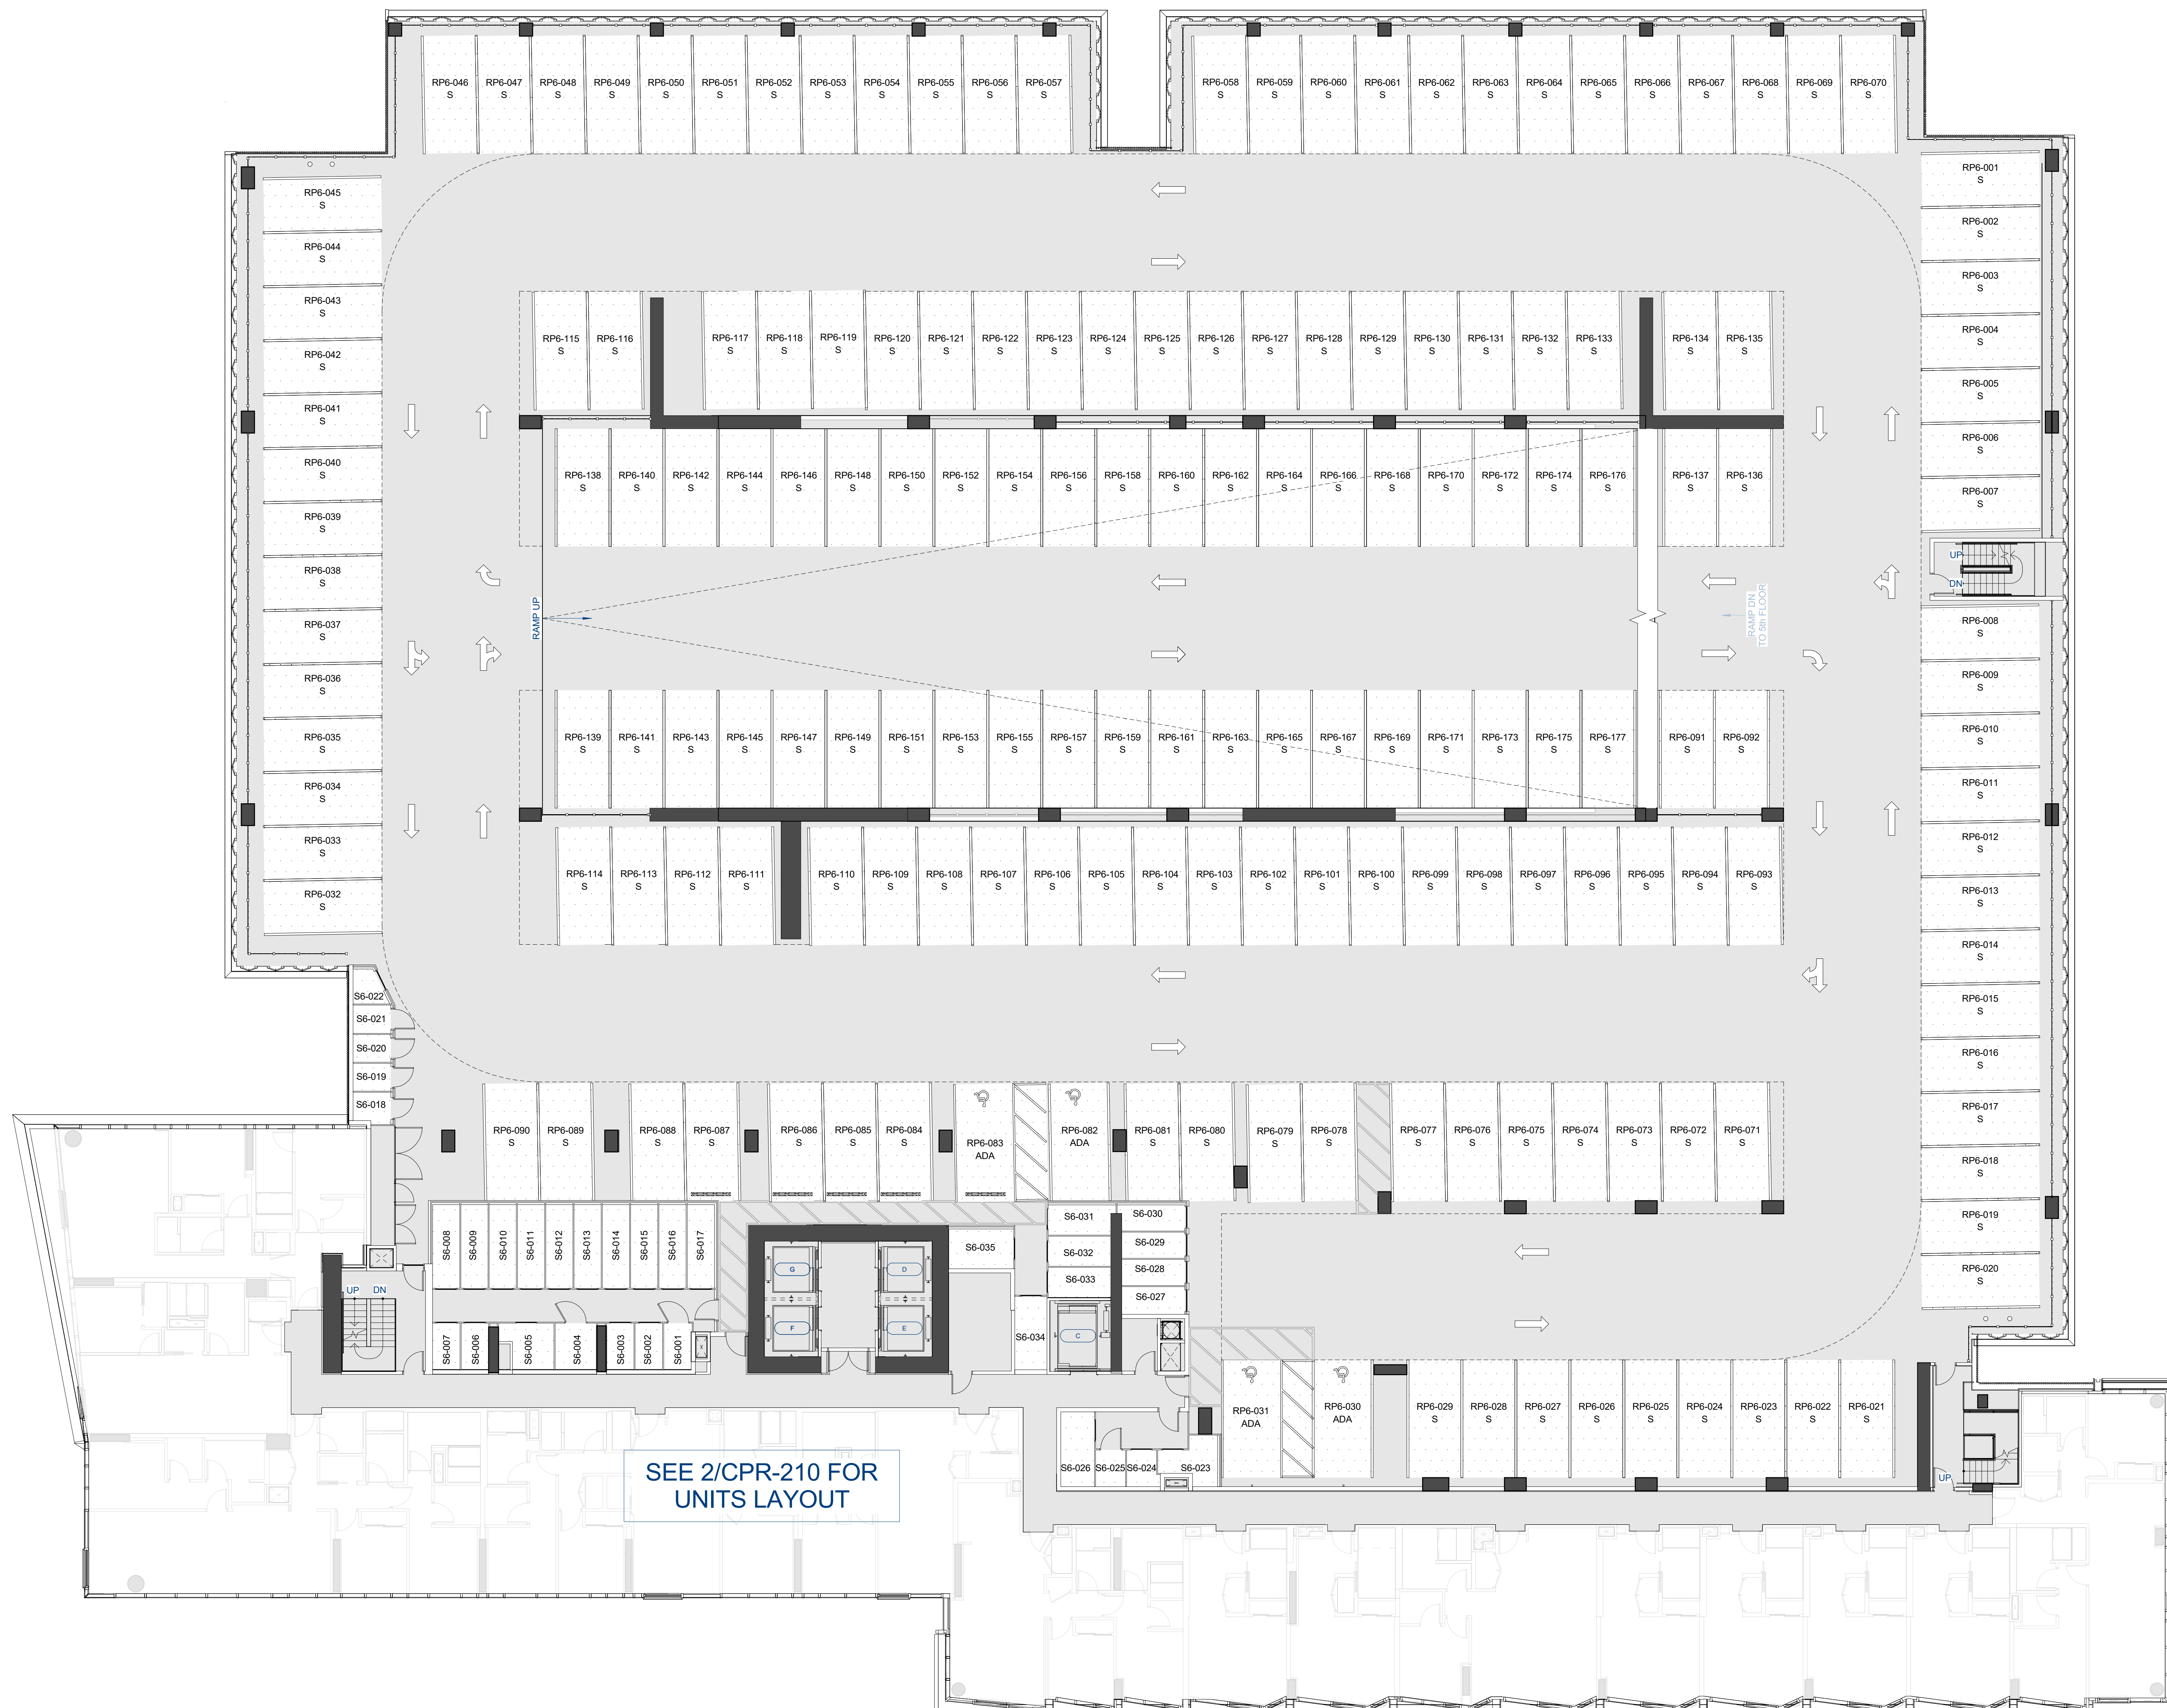 RP6-046
S
RP6-047
S
RP6-048
S
RP6-049
S
RP6-050
S
RP6-051
S
RP6-052
S
RP6-053
S
RP6-054
S
RP6-055
S
RP6-056
S
RP6-057
S
RP6-058
S
RP6-059
S
RP6-060
S
RP6-061
S
RP6-062
S
RP6-063
S
RP6-064
S
RP6-065
S
RP6-066
S
RP6-067
S
RP6-068
S
RP6-069
S
RP6-070
S
RP6-045
S
RP6-044
S
RP6-043
S
RP6-042
S
RP6-041
S
RP6-040
S
RP6-039
S
RP6-038
S
RP6-037
S
RP6-036
S
RP6-035
S
RP6-034
S
RP6-033
S
RP6-032
S
RP6-115
S
RP6-116
S
RP6-117
S
RP6-118
S
RP6-119
S
RP6-120
S
RP6-121
S
RP6-122
S
RP6-123
S
RP6-124
S
RP6-125
S
RP6-126
S
RP6-127
S
RP6-128
S
RP6-129
S
RP6-130
S
RP6-131
S
RP6-132
S
RP6-133
S
RP6-134
S
RP6-135
S
RP6-138
S
RP6-140
S
RP6-142
S
RP6-144
S
RP6-146
S
RP6-148
S
RP6-150
S
RP6-152
S
RP6-154
S
RP6-156
S
RP6-158
S
RP6-160
S
RP6-162
S
RP6-164
S
RP6-166
S
RP6-168
S
RP6-170
S
RP6-172
S
RP6-174
S
RP6-176
S
RP6-137
S
RP6-136
S
RAMP UP
RAMP DN
TO 5th FLOOR
RP6-139
S
RP6-141
S
RP6-143
S
RP6-145
S
RP6-147
S
RP6-149
S
RP6-151
S
RP6-153
S
RP6-155
S
RP6-157
S
RP6-159
S
RP6-161
S
RP6-163
S
RP6-165
S
RP6-167
S
RP6-169
S
RP6-171
S
RP6-173
S
RP6-175
S
RP6-177
S
RP6-091
S
RP6-092
S
RP6-114
S
RP6-113
S
RP6-112
S
RP6-111
S
RP6-110
S
RP6-109
S
RP6-108
S
RP6-107
S
RP6-106
S
RP6-105
S
RP6-104
S
RP6-103
S
RP6-102
S
RP6-101
S
RP6-100
S
RP6-099
S
RP6-098
S
RP6-097
S
RP6-096
S
RP6-095
S
RP6-094
S
RP6-093
S
RP6-001
S
RP6-002
S
RP6-003
S
RP6-004
S
RP6-005
S
RP6-006
S
RP6-007
S
UP
DN
RP6-008
S
RP6-009
S
RP6-010
S
RP6-011
S
RP6-012
S
RP6-013
S
RP6-014
S
RP6-015
S
RP6-016
S
RP6-017
S
RP6-018
S
RP6-019
S
RP6-020
S
S6-022
S6-021
S6-020
S6-019
S6-018
RP6-090
S
RP6-089
S
RP6-088
S
RP6-087
S
RP6-086
S
RP6-085
S
RP6-084
S
RP6-083
ADA
RP6-082
ADA
RP6-081
S
RP6-080
S
RP6-079
S
RP6-078
S
RP6-077
S
RP6-076
S
RP6-075
S
RP6-074
S
RP6-073
S
RP6-072
S
RP6-071
S
S6-008
S6-009
S6-010
S6-011
S6-012
S6-013
S6-014
S6-015
S6-016
S6-017
S6-035
S6-031
S6-032
S6-033
S6-030
S6-029
S6-028
S6-027
G
D
F
E
C
UP
DN
S6-007
S6-006
S6-005
S6-004
S6-003
S6-002
S6-001
S6-034
RP6-031
ADA
RP6-030
ADA
RP6-029
S
RP6-028
S
RP6-027
S
RP6-026
S
RP6-025
S
RP6-024
S
RP6-023
S
RP6-022
S
RP6-021
S
S6-026
S6-025
S6-024
S6-023
UP
SEE 2/CPR-210 FOR
UNITS LAYOUT